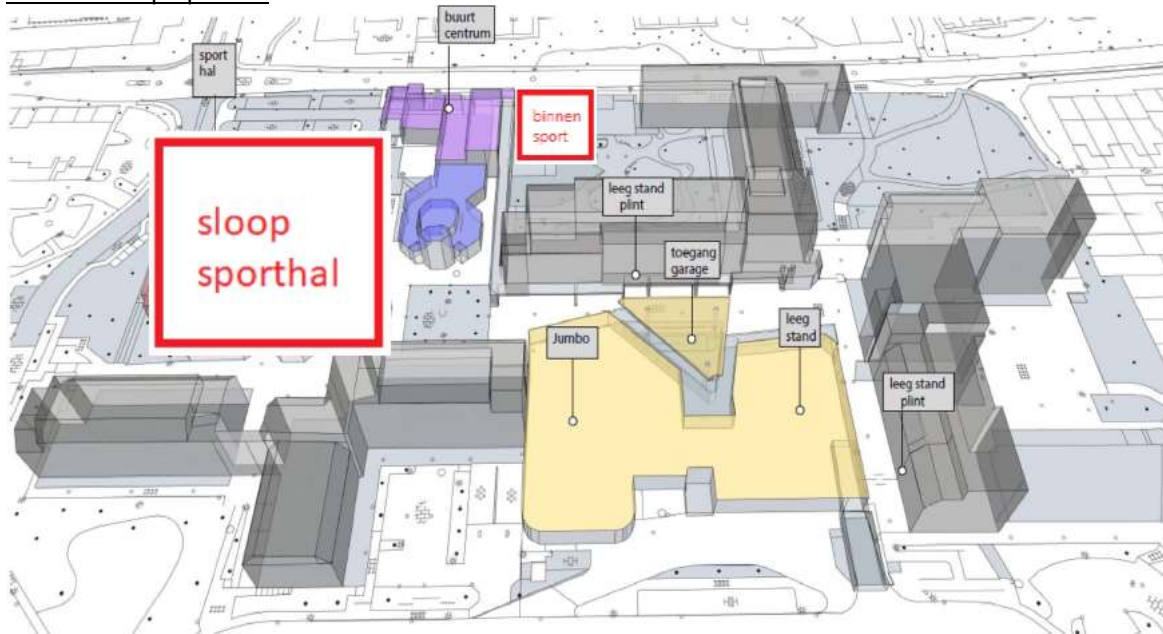 buurt
centrum
sport
hal
binnen
sport
sloop
sporthal
leeg stand
plint
toegang
garage
Jumbo
leeg
stand
leeg stand
plint